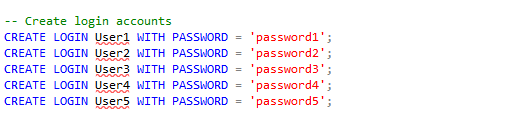 -- Create login accounts
CREATE LOGIN User1 WITH PASSWORD = 'password1';
CREATE LOGIN User2 WITH PASSWORD = 'password2';
CREATE LOGIN User3 WITH PASSWORD = 'password3';
CREATE LOGIN User4 WITH PASSWORD = 'password4';
CREATE LOGIN User5 WITH PASSWORD = 'password5';